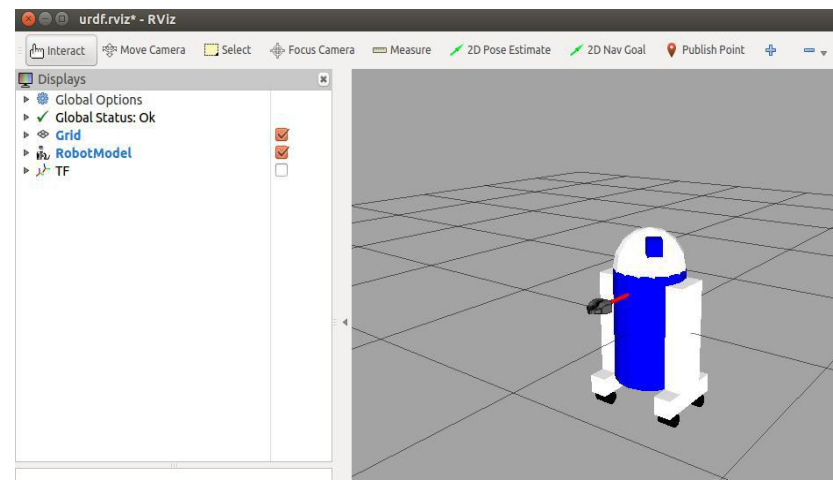 urdf.rviz* - RViz
Interact Move Camera Select Focus Camera Measure 2D Pose Estimate 2D Nav Goal Publish Point
Displays
Global Options
Global Status: Ok
Grid
RobotModel
TF